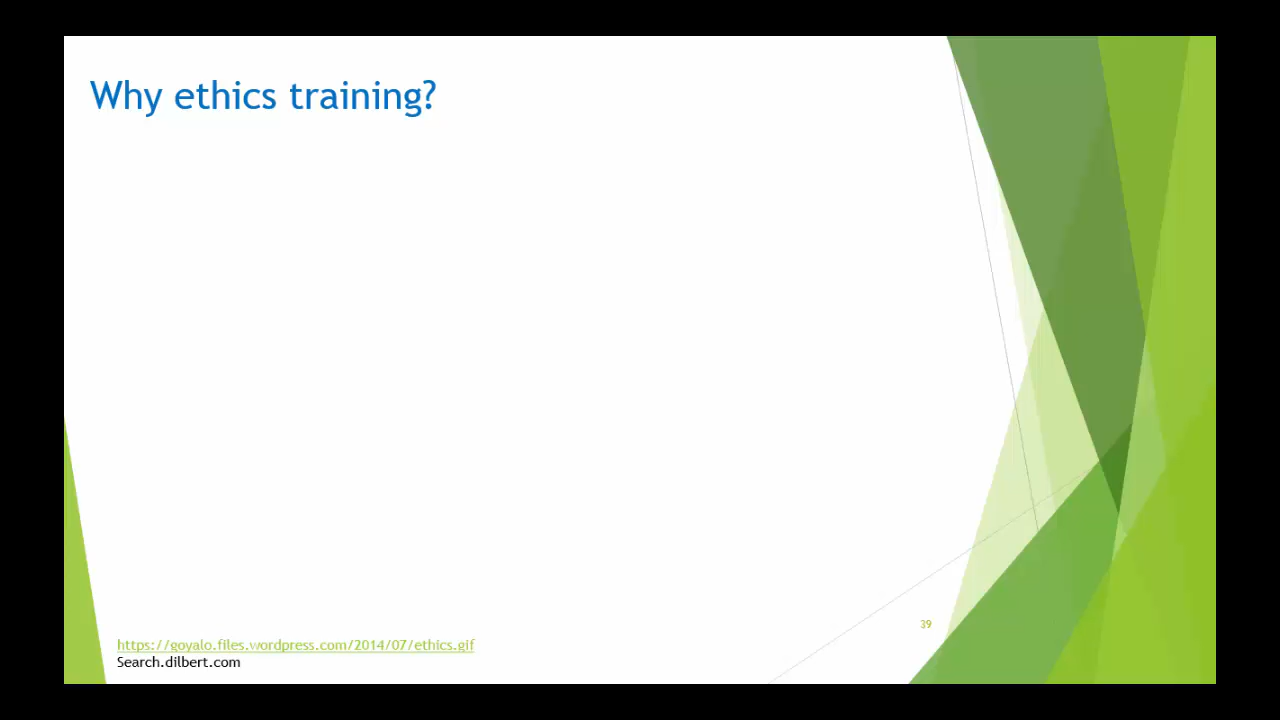 Why ethics training?
39
https://goyalo.files.wordpress.com/2014/07/ethics.gif
Search.dilbert.com